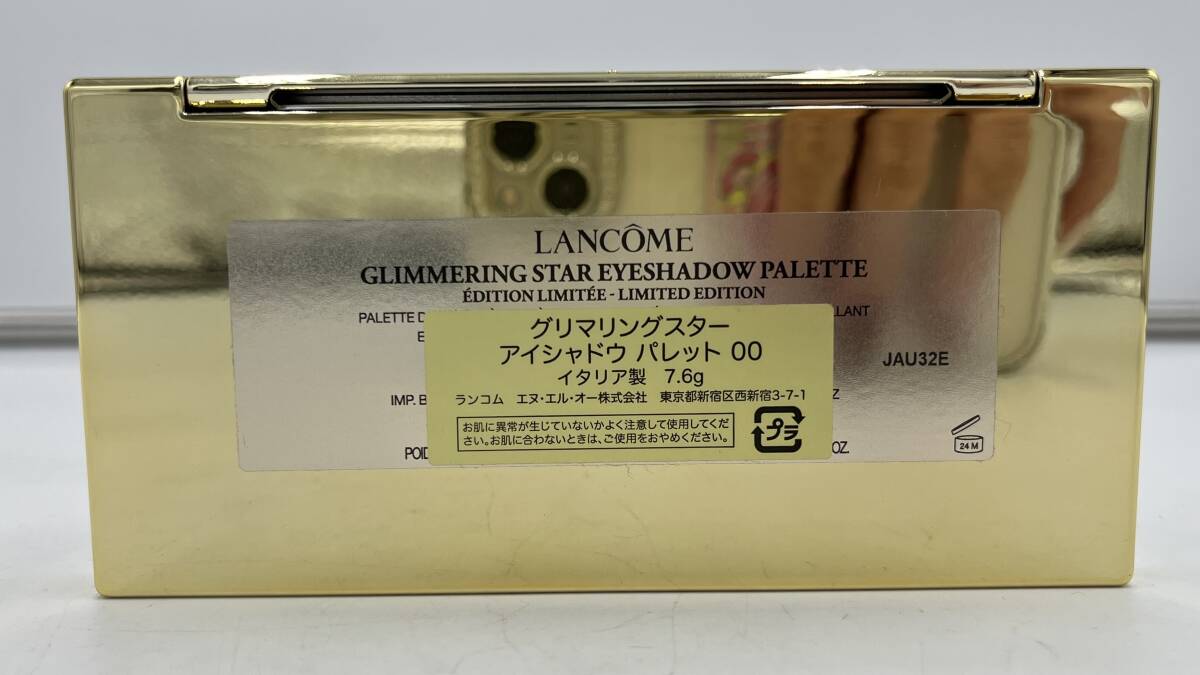 LANCÔME
GLIMMERING STAR EYESHADOW PALETTE
ÉDITION LIMITÉE - LIMITED EDITION
PALETTE
グリマリングスター
アイシャドウ パレット 00
イタリア製 7.6g
JAU32E
IMP.
ランコム エヌ・エル・オー株式会社 東京都新宿区西新宿3-7-1
お肌に異常が生じていないかよく注意して使用してくだ
さい。お肌に合わないときは、ご使用をおやめください。
プラ
24 M
OZ.